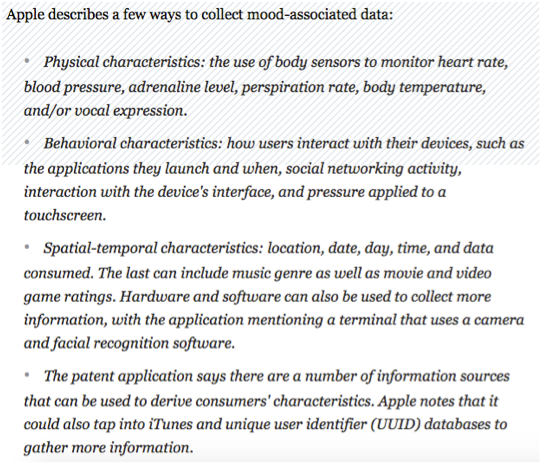 Apple describes a few ways to collect mood-associated data:
• Physical characteristics: the use of body sensors to monitor heart rate,
blood pressure, adrenaline level, perspiration rate, body temperature,
and/or vocal expression.
• Behavioral characteristics: how users interact with their devices, such as
the applications they launch and when, social networking activity,
interaction with the device's interface, and pressure applied to a
touchscreen.
• Spatial-temporal characteristics: location, date, day, time, and data
consumed. The last can include music genre as well as movie and video
game ratings. Hardware and software can also be used to collect more
information, with the application mentioning a terminal that uses a camera
and facial recognition software.
• The patent application says there are a number of information sources
that can be used to derive consumers' characteristics. Apple notes that it
could also tap into iTunes and unique user identifier (UUID) databases to
gather more information.